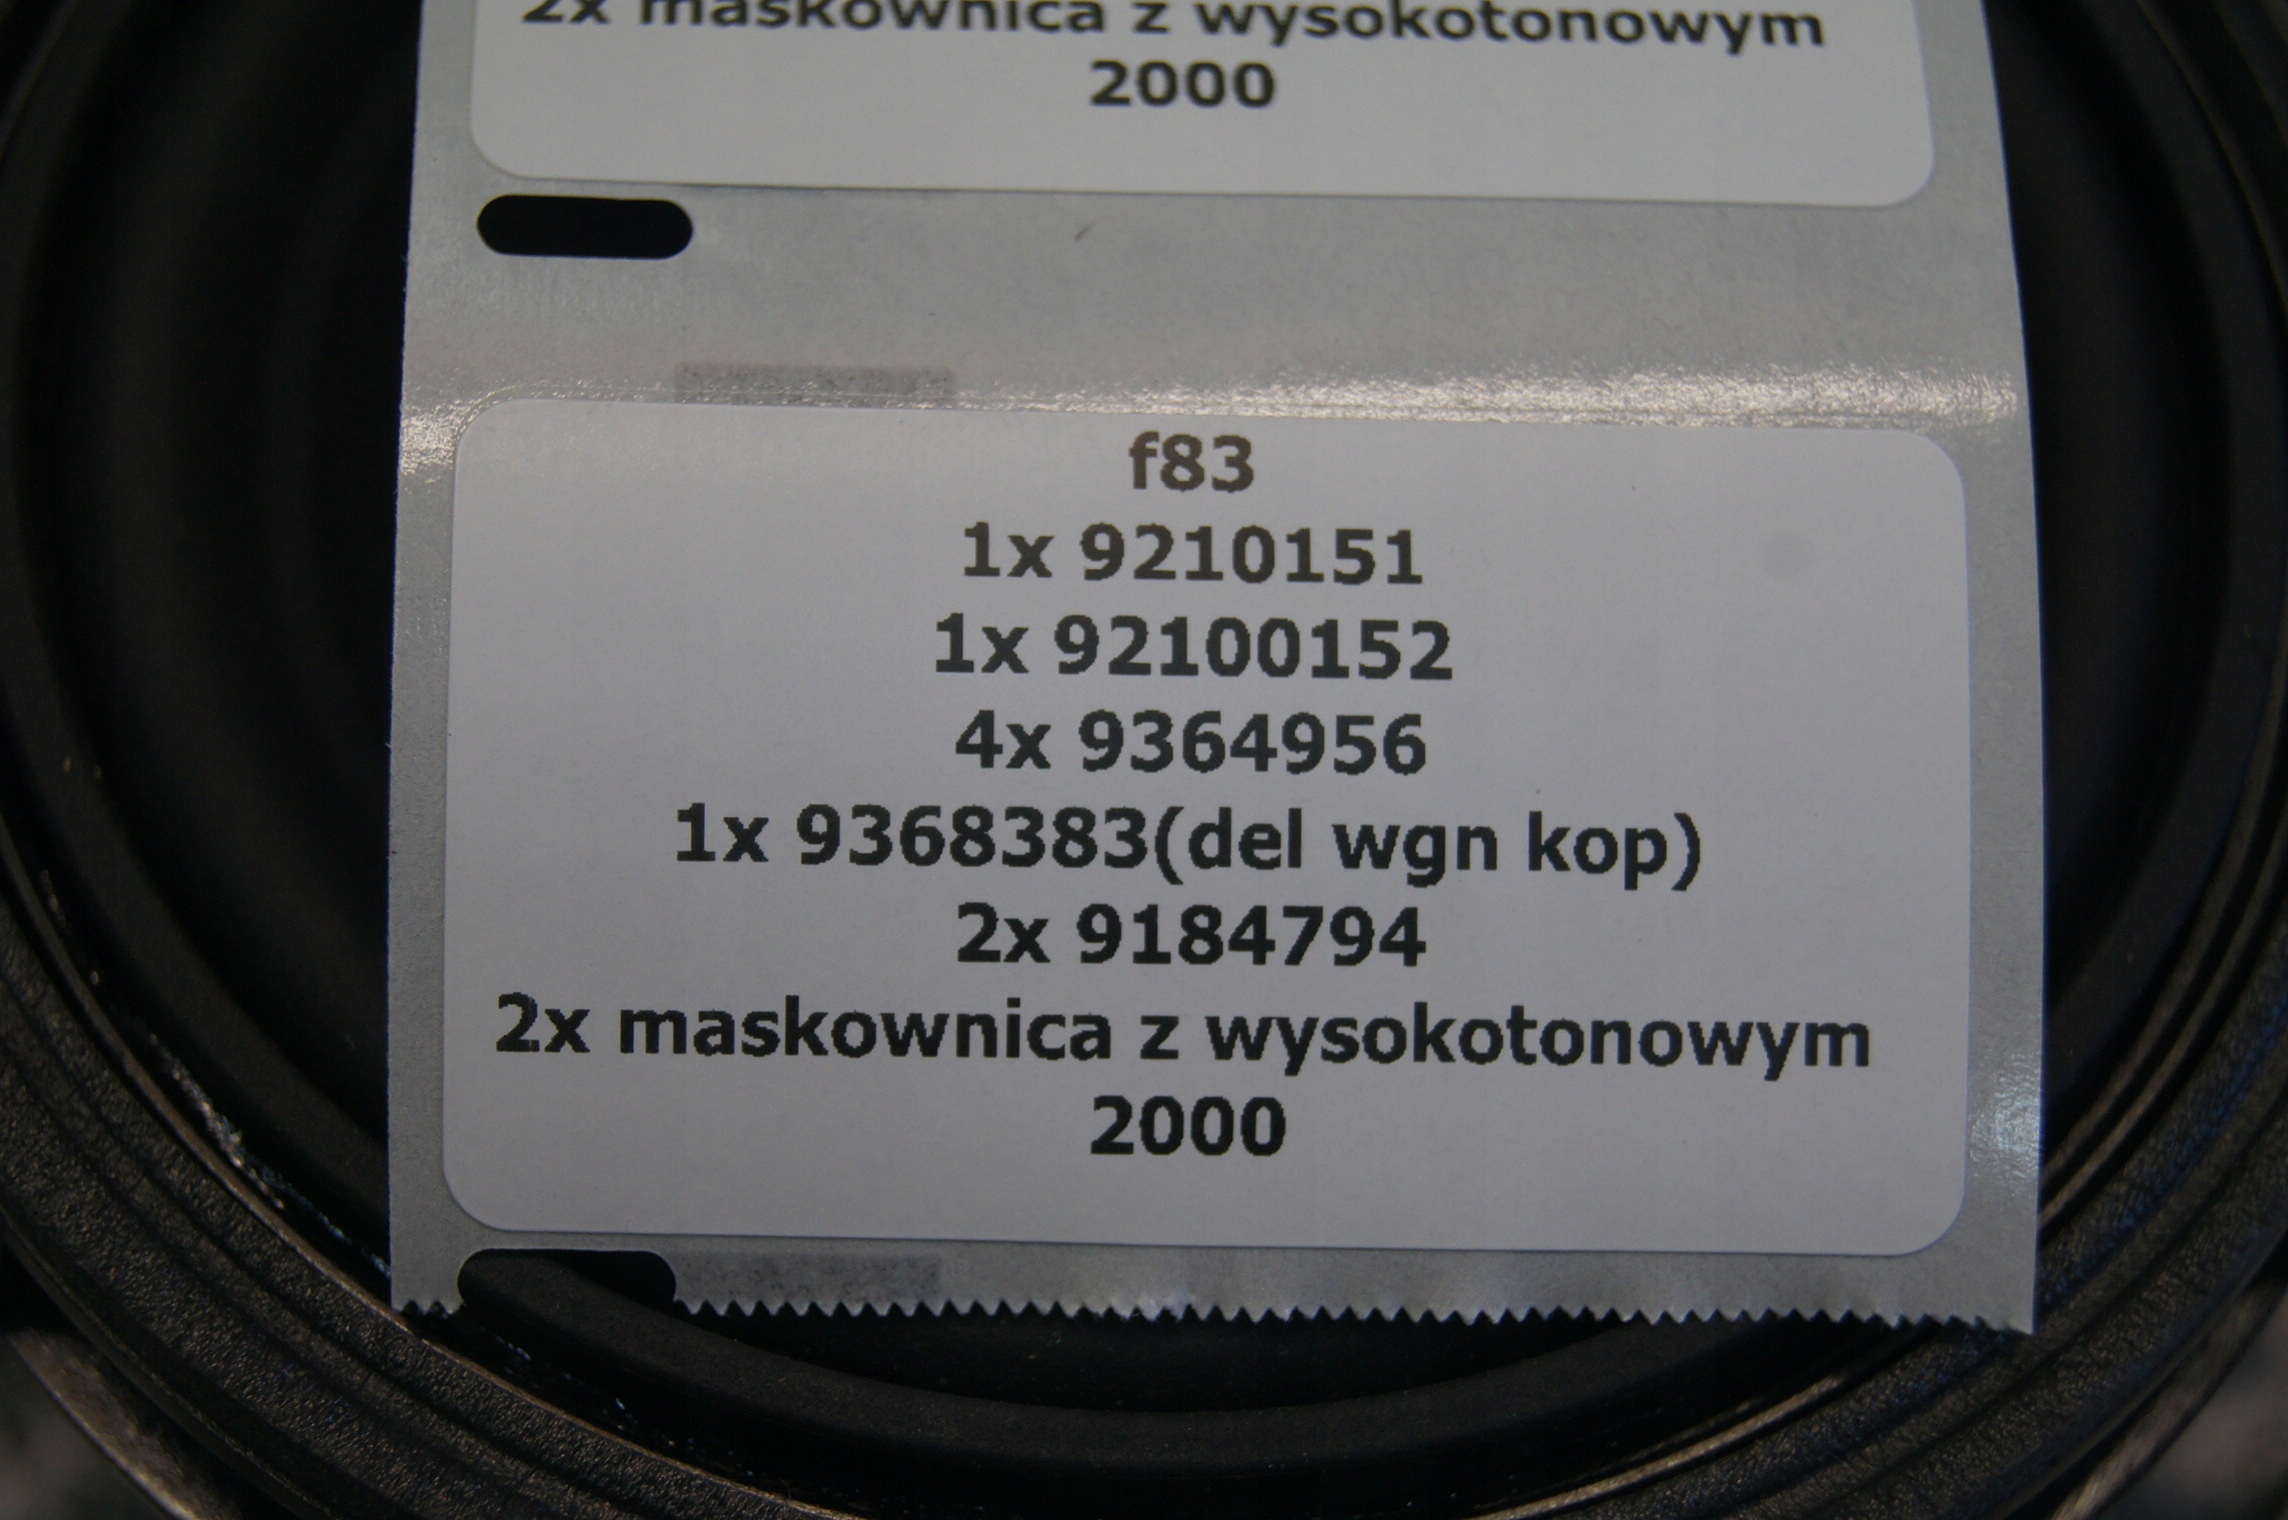 2x maskownica z wysokotonowym
2000
f83
1x 9210151
1x 92100152
4x 9364956
1x 9368383(del wgn kop)
2x 9184794
2x maskownica z wysokotonowym
2000